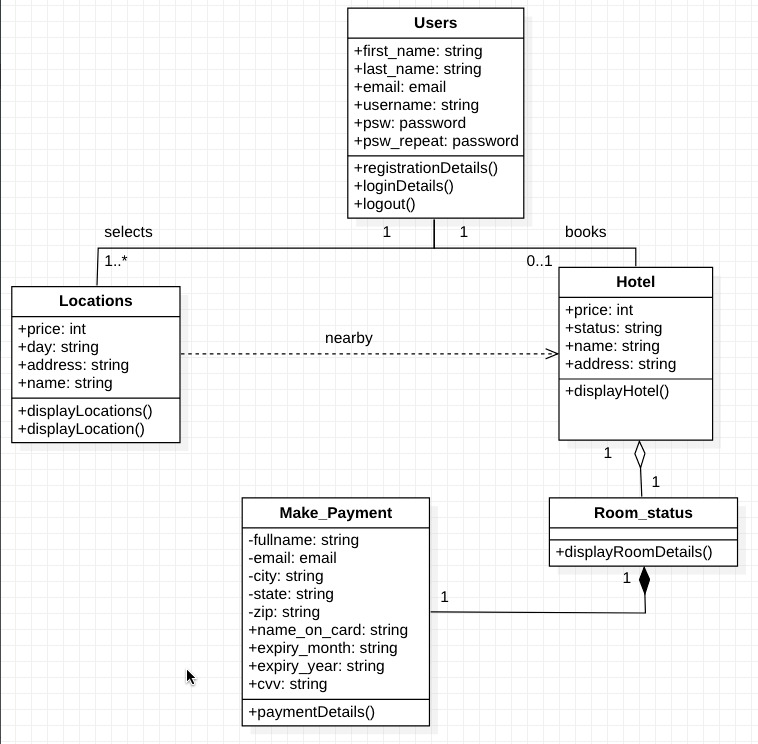 Users
+first_name: string
+last_name: string
+email: email
+username: string
+psw: password
+psw_repeat: password
+registrationDetails()
+loginDetails()
+logout()
selects
1
1
books
1..*
0..1
Locations
+price: int
+day: string
+address: string
+name: string
+displayLocations()
+displayLocation()
nearby
Hotel
+price: int
+status: string
+name: string
+address: string
+displayHotel()
1
1
Room_status
+displayRoomDetails()
1
1
Make_Payment
-fullname: string
-email: email
-city: string
-state: string
-zip: string
+name_on_card: string
+expiry_month: string
+expiry_year: string
+cvv: string
+paymentDetails()